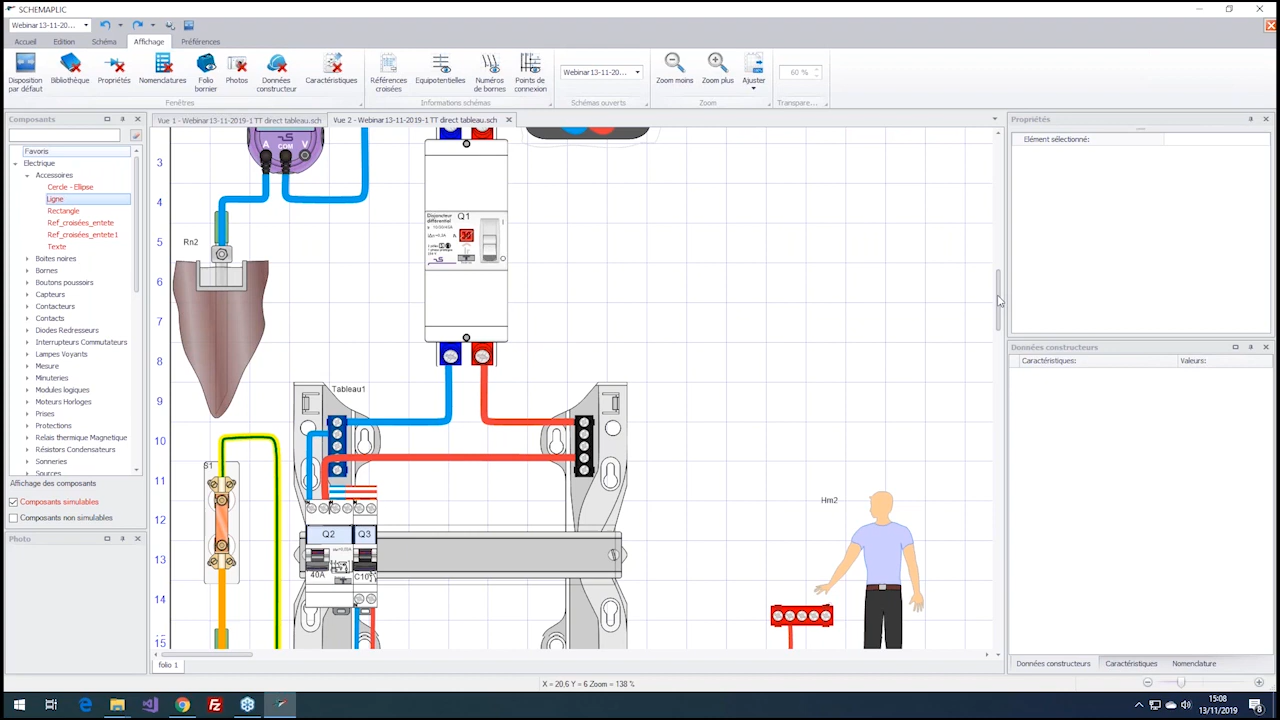 SCHEMAPLIC
Webinar13-11-20...
Accueil Edition Schéma Affichage Préférences
Disposition par défaut
Bibliothèque
Propriétés
Nomenclatures
Folio bornier
Photos
Données constructeur
Caractéristiques
Références croisées
Equipotentielles
Numéros de bornes
Points de connexion
Webinar13-11-20...
Zoom moins
Zoom plus
Ajuster
60 %
Fenêtres
Informations schémas
Schémas ouverts
Zoom
Transpare...
Composants
Favoris
Electrique
Accessoires
Cercle - Ellipse
Ligne
Rectangle
Ref_croisées_entete
Ref_croisées_entete1
Texte
Boites noires
Bornes
Boutons poussoirs
Capteurs
Contacteurs
Contacts
Diodes Redresseurs
Interrupteurs Commutateurs
Lampes Voyants
Mesure
Minuteries
Modules logiques
Moteurs Horloges
Prises
Protections
Relais thermique Magnetique
Résistors Condensateurs
Sonneries
Sources
Affichage des composants
Composants simulables
Composants non simulables
Photo
Vue 1 - Webinar13-11-2019-1 TT direct tableau.sch
Vue 2 - Webinar13-11-2019-1 TT direct tableau.sch
3
4
5
6
7
8
9
10
11
12
13
14
15
A COM V
Rn2
Disjoncteur différentiel
Q1
Tableau1
S1
Q2 Q3
40A
C10
Hm2
folio 1
X = 20.6 Y = 6 Zoom = 138 %
Propriétés
Elément sélectionné:
Données constructeurs
Caractéristiques: Valeurs:
Données constructeurs Caractéristiques Nomenclature
15:08
13/11/2019